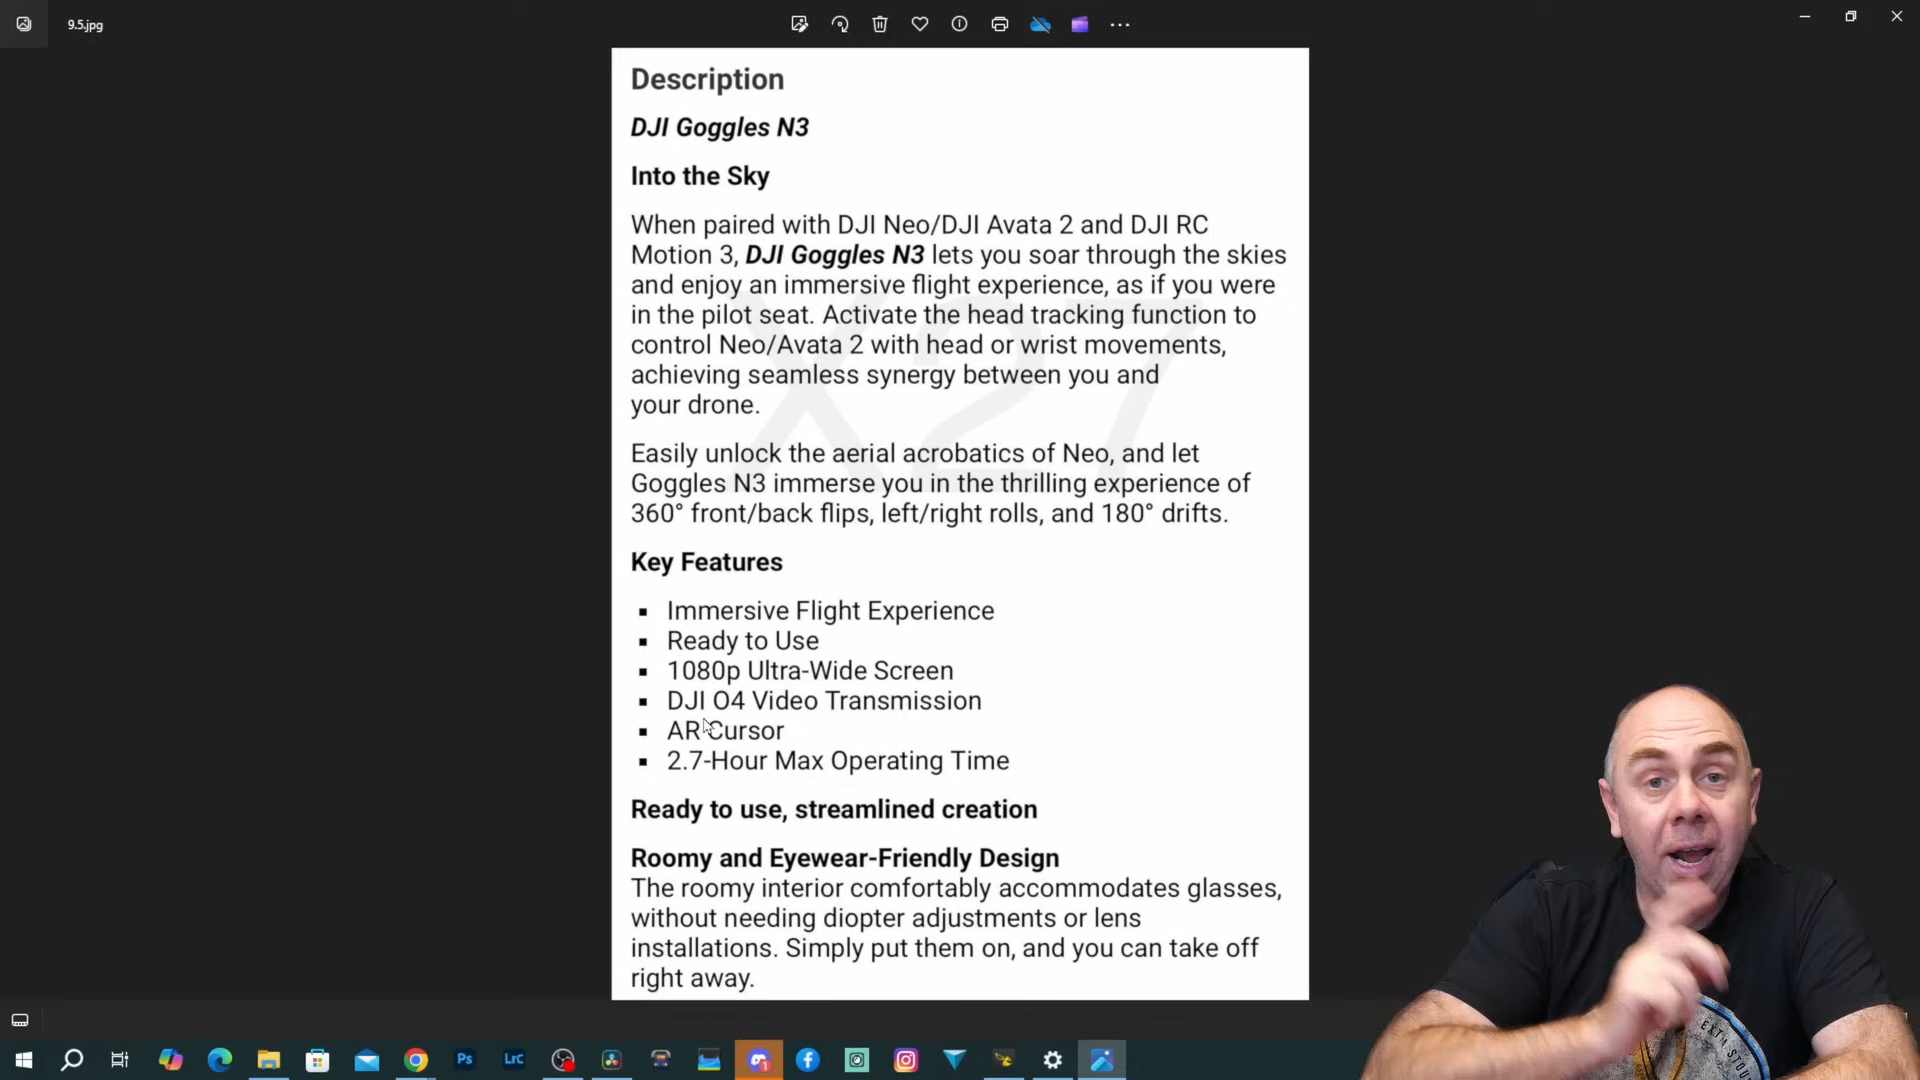 9.5.jpg
Description
DJI Goggles N3
Into the Sky
When paired with DJI Neo/DJI Avata 2 and DJI RC
Motion 3, DJI Goggles N3 lets you soar through the skies
and enjoy an immersive flight experience, as if you were
in the pilot seat. Activate the head tracking function to
control Neo/Avata 2 with head or wrist movements,
achieving seamless synergy between you and
your drone.
X27
Easily unlock the aerial acrobatics of Neo, and let
Goggles N3 immerse you in the thrilling experience of
360° front/back flips, left/right rolls, and 180° drifts.
Key Features
▪ Immersive Flight Experience
▪ Ready to Use
▪ 1080p Ultra-Wide Screen
▪ DJI O4 Video Transmission
▪ AR Cursor
▪ 2.7-Hour Max Operating Time
Ready to use, streamlined creation
Roomy and Eyewear-Friendly Design
The roomy interior comfortably accommodates glasses,
without needing diopter adjustments or lens
installations. Simply put them on, and you can take off
right away.
Ps
LrC
1